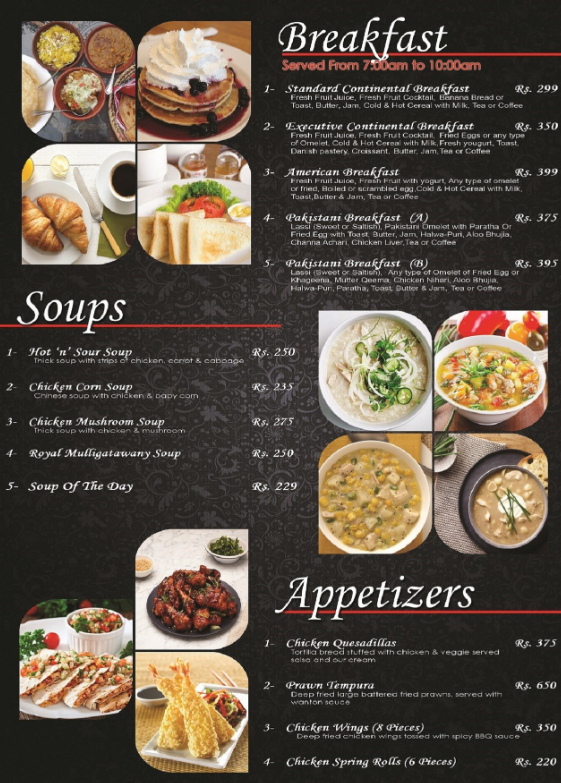 Breakfast
Served From 7:00am to 10:00am
1- Standard Continental Breakfast Rs. 299
Fresh Fruit Juice, Fresh Fruit Cocktail, Banana Bread or
Toast, Butter, Jam, Cold & Hot Cereal with Milk, Tea or Coffee
2- Executive Continental Breakfast Rs. 350
Fresh Fruit Juice, Fresh Fruit Cocktail, Fried Eggs or any type
of Omelet, Cold & Hot Cereal with Milk, Fresh yougurt, Toast,
Danish pastery, Croissant, Butter, Jam, Tea or Coffee
3- American Breakfast Rs. 399
Fresh Fruit Juice, Fresh Fruit with yogurt, Any type of omelet
or fried, Boiled or scrambled egg,Cold & Hot Cereal with Milk,
Toast,Butter & Jam, Tea or Coffee
4- Pakistani Breakfast (A) Rs. 375
Lassi (Sweet or Saltish), Pakistani Omelet with Paratha Or
Fried Egg with Toast, Butter, Jam, Halwa-Puri, Aloo Bhujia,
Channa Achari, Chicken Liver,Tea or Coffee
5- Pakistani Breakfast (B) Rs. 395
Lassi (Sweet or Saltish), Any type of Omelet of Fried Egg or
Khageena, Mutter Qeema, Chicken Nihari, Aloo Bhujia,
Halwa-Puri, Paratha, Toast, Butter & Jam, Tea or Coffee
Soups
1- Hot 'n' Sour Soup Rs. 250
Thick soup with strips of chicken, carrot & cabbage
2- Chicken Corn Soup Rs. 235
Chinese soup with chicken & baby corn
3- Chicken Mushroom Soup Rs. 275
Thick soup with chicken & mushroom
4- Royal Mulligatawany Soup Rs. 250
5- Soup Of The Day Rs. 229
Appetizers
1- Chicken Quesadillas Rs. 375
Tortilla bread stuffed with chicken & veggie served
salsa and our cream
2- Prawn Tempura Rs. 650
Deep fried large battered fried prawns, served with
wanton sauce
3- Chicken Wings (8 Pieces) Rs. 350
Deep fried chicken wings tossed with spicy BBQ sauce
4- Chicken Spring Rolls (6 Pieces) Rs. 220